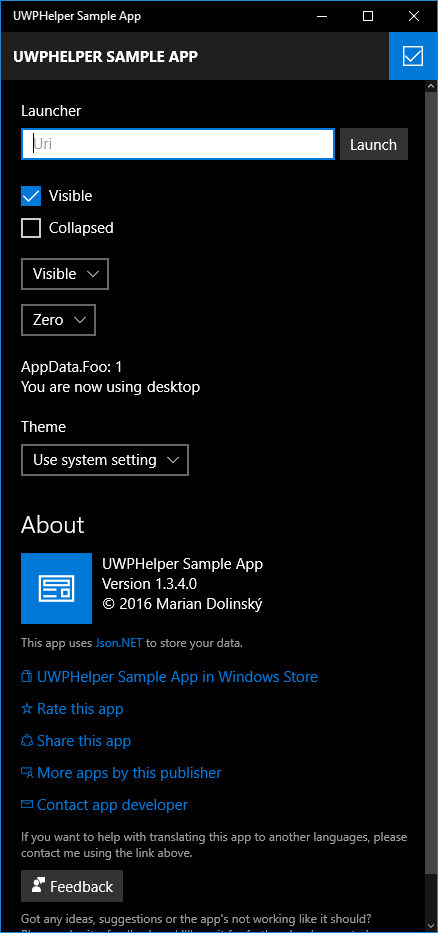 UWPHelper Sample App
UWPHELPER SAMPLE APP
Launcher
Uri
Launch
Visible
Collapsed
Visible
Zero
AppData.Foo: 1
You are now using desktop
Theme
Use system setting
About
UWPHelper Sample App
Version 1.3.4.0
© 2016 Marian Dolinský
This app uses Json.NET to store your data.
UWPHelper Sample App in Windows Store
Rate this app
Share this app
More apps by this publisher
Contact app developer
If you want to help with translating this app to another languages, please
contact me using the link above.
Feedback
Got any ideas, suggestions or the app's not working like it should?